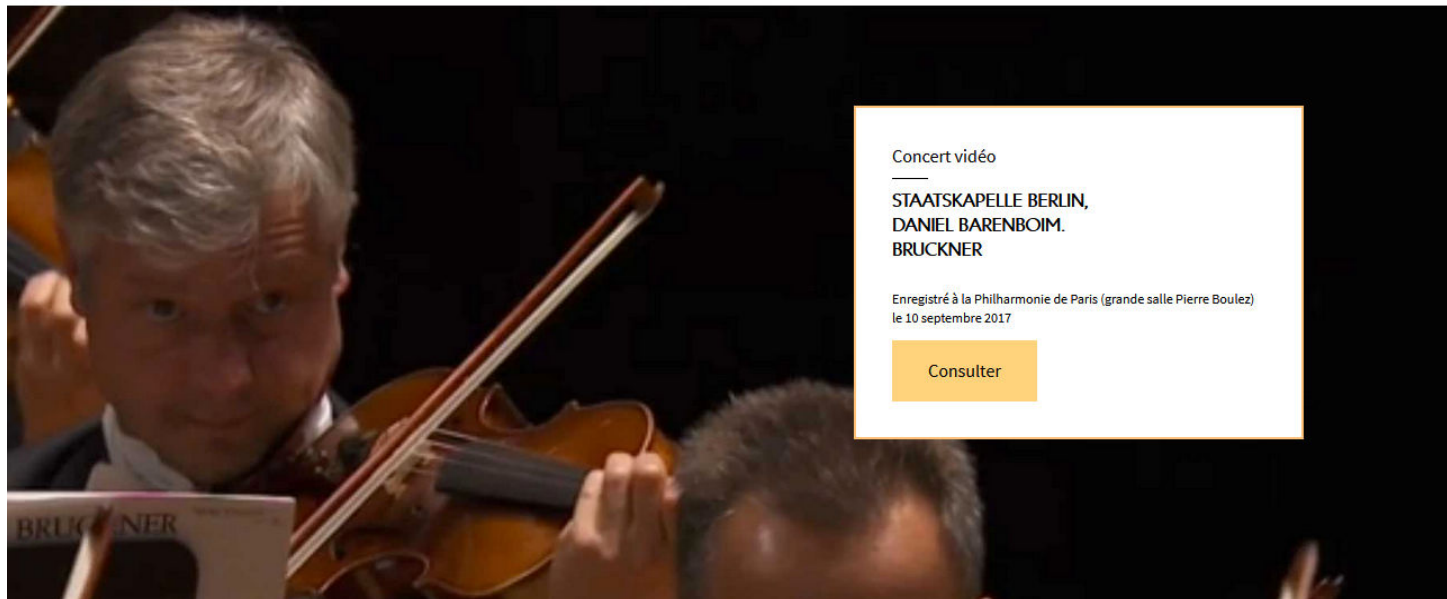 Concert vidéo
STAATSKAPELLE BERLIN,
DANIEL BARENBOIM.
BRUCKNER
Enregistré à la Philharmonie de Paris (grande salle Pierre Boulez)
le 10 septembre 2017
Consulter
BRUCKNER